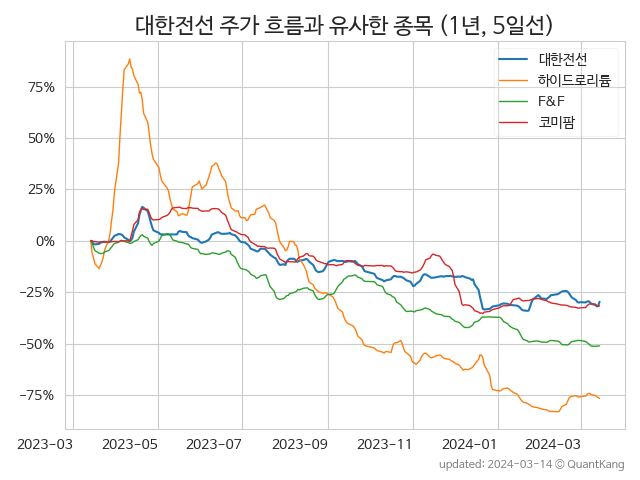 대한전선 주가 흐름과 유사한 종목 (1년, 5일선)
대한전선
하이드로리튬
F&F
코미팜
75%
50%
25%
0%
−25%
−50%
−75%
2023-03 2023-05 2023-07 2023-09 2023-11 2024-01 2024-03
updated: 2024-03-14 © QuantKang